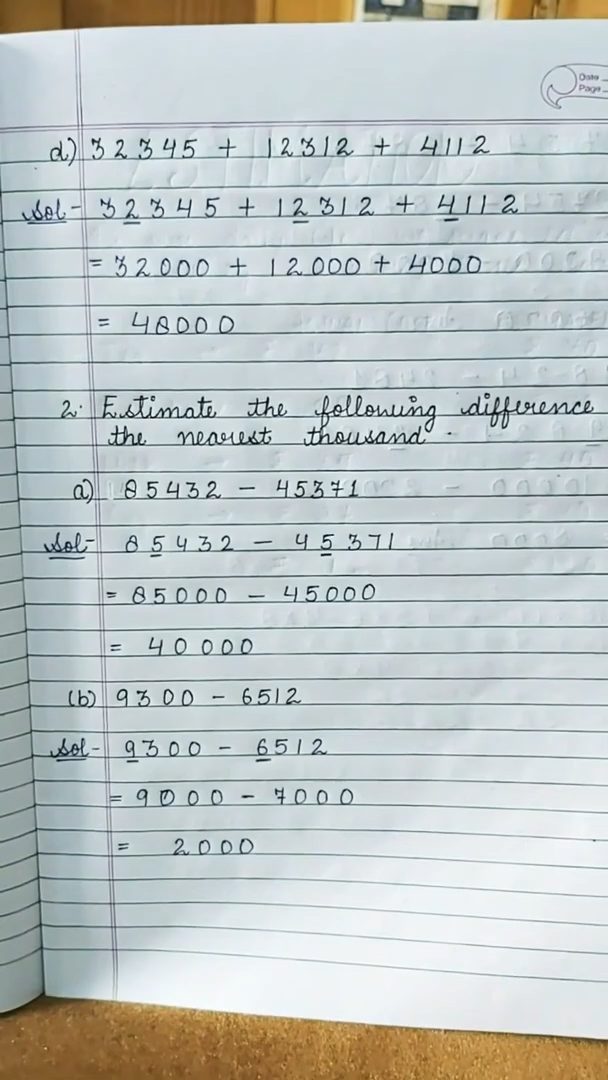 Date
Page
d) 32345 + 12312 + 4112
Sol- 32345 + 12312 + 4112
= 32000 + 12000 + 4000
= 48000
2. Estimate the following difference
the nearest thousand.
a) 85432 - 45371
Sol- 85432 - 45371
= 85000 - 45000
= 40000
(b) 9300 - 6512
Sol- 9300 - 6512
= 9000 - 7000
= 2000